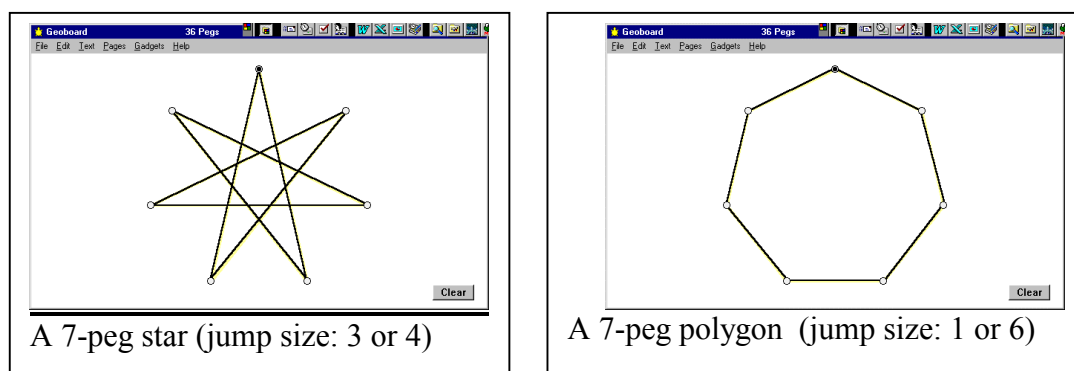 Geoboard 36 Pegs
File Edit Text Pages Gadgets Help
Clear
A 7-peg star (jump size: 3 or 4)
Geoboard 36 Pegs
File Edit Text Pages Gadgets Help
Clear
A 7-peg polygon (jump size: 1 or 6)